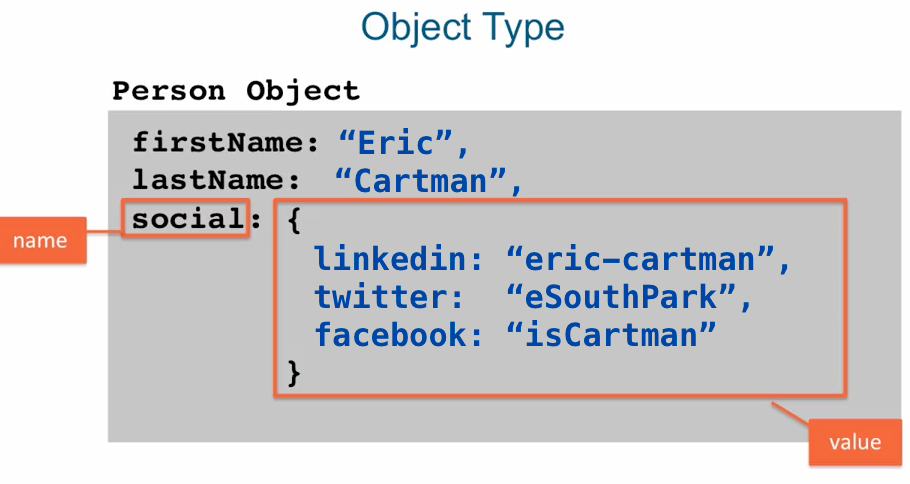 Object Type
Person Object
firstName: “Eric”,
lastName: “Cartman”,
social: {
name
linkedin: “eric–cartman”,
twitter: “eSouthPark”,
facebook: “isCartman”
}
value